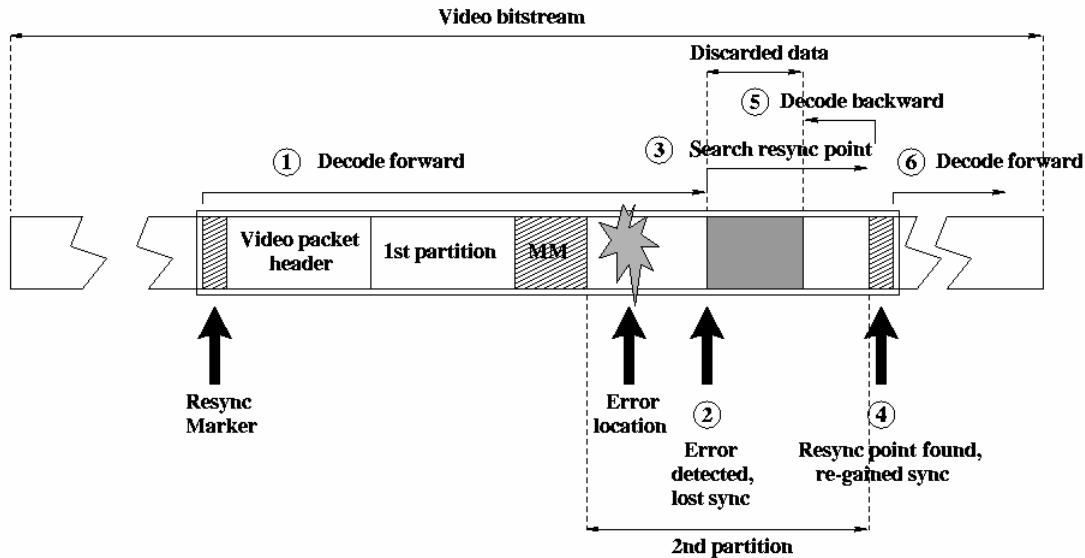 Video bitstream
Discarded data
5 Decode backward
3 Search resync point
1 Decode forward
6 Decode forward
Video packet
header
1st partition
MM
Resync
Marker
Error
location
2
Error
detected,
lost sync
4
Resync point found,
re-gained sync
2nd partition